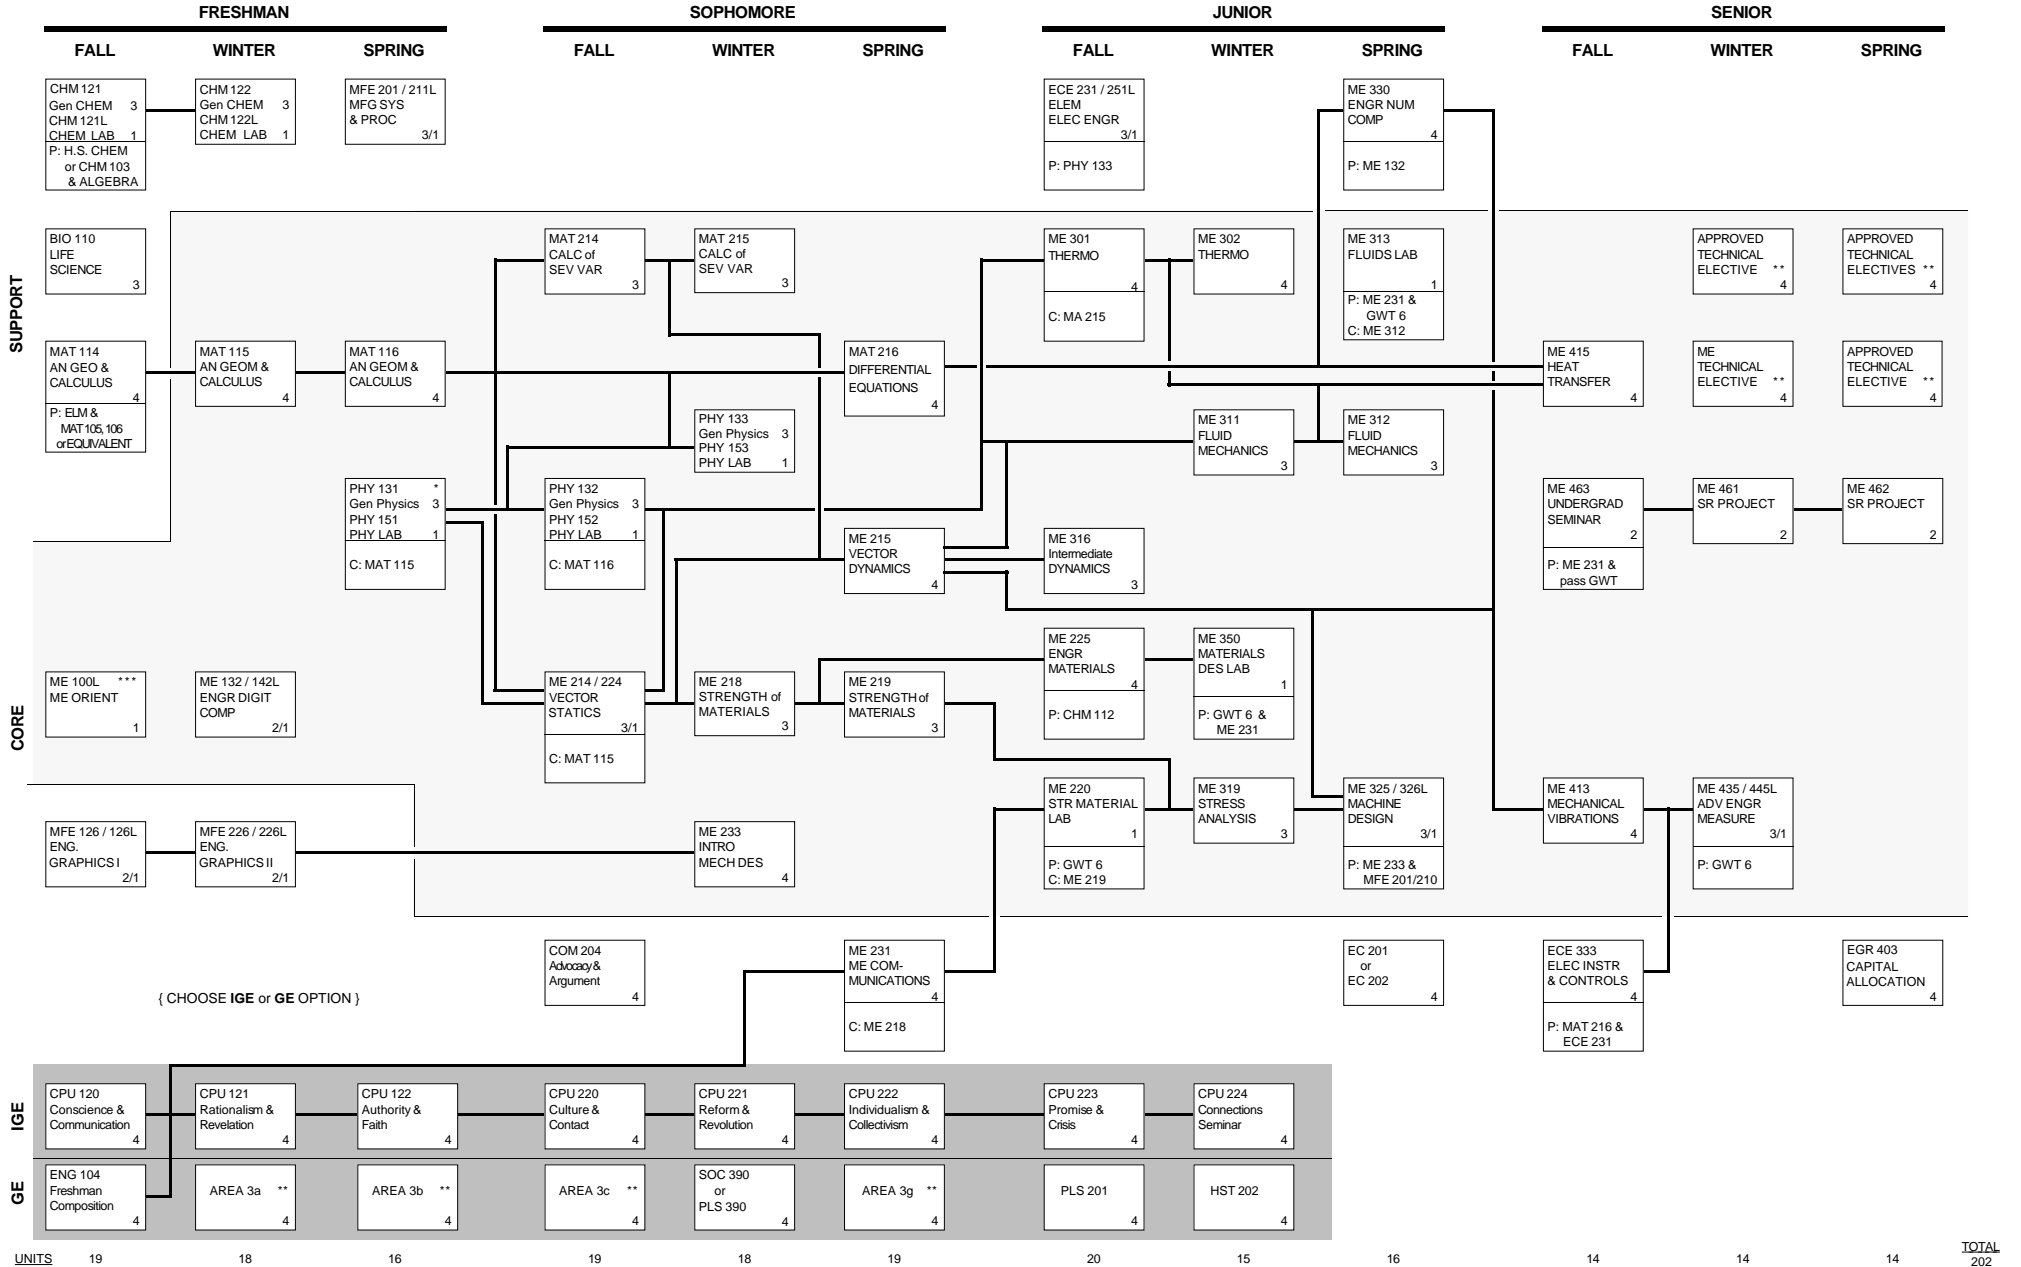 FRESHMAN
SOPHOMORE
JUNIOR
SENIOR
FALL
WINTER
SPRING
FALL
WINTER
SPRING
FALL
WINTER
SPRING
FALL
WINTER
SPRING
CHM 121
Gen CHEM 3
CHM 121L
CHEM LAB 1
P: H.S. CHEM
or CHM 103
& ALGEBRA
CHM 122
Gen CHEM 3
CHM 122L
CHEM LAB 1
MFE 201 / 211L
MFG SYS
& PROC
3/1
ECE 231 / 251L
ELEM
ELEC ENGR
3/1
P: PHY 133
ME 330
ENGR NUM
COMP
4
P: ME 132
SUPPORT
BIO 110
LIFE
SCIENCE
3
MAT 214
CALC of
SEV VAR
3
MAT 215
CALC of
SEV VAR
3
ME 301
THERMO
4
C: MA 215
ME 302
THERMO
4
ME 313
FLUIDS LAB
1
P: ME 231 &
GWT 6
C: ME 312
APPROVED
TECHNICAL
ELECTIVE **
4
APPROVED
TECHNICAL
ELECTIVES **
4
MAT 114
AN GEO &
CALCULUS
4
P: ELM &
MAT 105, 106
or EQUIVALENT
MAT 115
AN GEOM &
CALCULUS
4
MAT 116
AN GEOM &
CALCULUS
4
MAT 216
DIFFERENTIAL
EQUATIONS
4
ME 415
HEAT
TRANSFER
4
ME
TECHNICAL
ELECTIVE **
4
APPROVED
TECHNICAL
ELECTIVE **
4
PHY 133
Gen Physics 3
PHY 153
PHY LAB 1
ME 311
FLUID
MECHANICS
3
ME 312
FLUID
MECHANICS
3
PHY 131 *
Gen Physics 3
PHY 151
PHY LAB 1
C: MAT 115
PHY 132
Gen Physics 3
PHY 152
PHY LAB 1
C: MAT 116
ME 215
VECTOR
DYNAMICS
4
ME 316
Intermediate
DYNAMICS
3
ME 463
UNDERGRAD
SEMINAR
2
P: ME 231 &
pass GWT
ME 461
SR PROJECT
2
ME 462
SR PROJECT
2
CORE
ME 100L ***
ME ORIENT
1
ME 132 / 142L
ENGR DIGIT
COMP
2/1
ME 214 / 224
VECTOR
STATICS
3/1
C: MAT 115
ME 218
STRENGTH of
MATERIALS
3
ME 219
STRENGTH of
MATERIALS
3
ME 225
ENGR
MATERIALS
4
P: CHM 112
ME 350
MATERIALS
DES LAB
1
P: GWT 6 &
ME 231
MFE 126 / 126L
ENG.
GRAPHICS I
2/1
MFE 226 / 226L
ENG.
GRAPHICS II
2/1
ME 233
INTRO
MECH DES
4
ME 220
STR MATERIAL
LAB
1
P: GWT 6
C: ME 219
ME 319
STRESS
ANALYSIS
3
ME 325 / 326L
MACHINE
DESIGN
3/1
P: ME 233 &
MFE 201/210
ME 413
MECHANICAL
VIBRATIONS
4
ME 435 / 445L
ADV ENGR
MEASURE
3/1
P: GWT 6
{ CHOOSE IGE or GE OPTION }
COM 204
Advocacy &
Argument
4
ME 231
ME COM-
MUNICATIONS
4
C: ME 218
EC 201
or
EC 202
4
ECE 333
ELEC INSTR
& CONTROLS
4
P: MAT 216 &
ECE 231
EGR 403
CAPITAL
ALLOCATION
4
IGE
CPU 120
Conscience &
Communication
4
CPU 121
Rationalism &
Revelation
4
CPU 122
Authority &
Faith
4
CPU 220
Culture &
Contact
4
CPU 221
Reform &
Revolution
4
CPU 222
Individualism &
Collectivism
4
CPU 223
Promise &
Crisis
4
CPU 224
Connections
Seminar
4
GE
ENG 104
Freshman
Composition
4
AREA 3a **
4
AREA 3b **
4
AREA 3c **
4
SOC 390
or
PLS 390
4
AREA 3g **
4
PLS 201
4
HST 202
4
UNITS 19 18 16 19 18 19 20 15 16 14 14 14
TOTAL
202